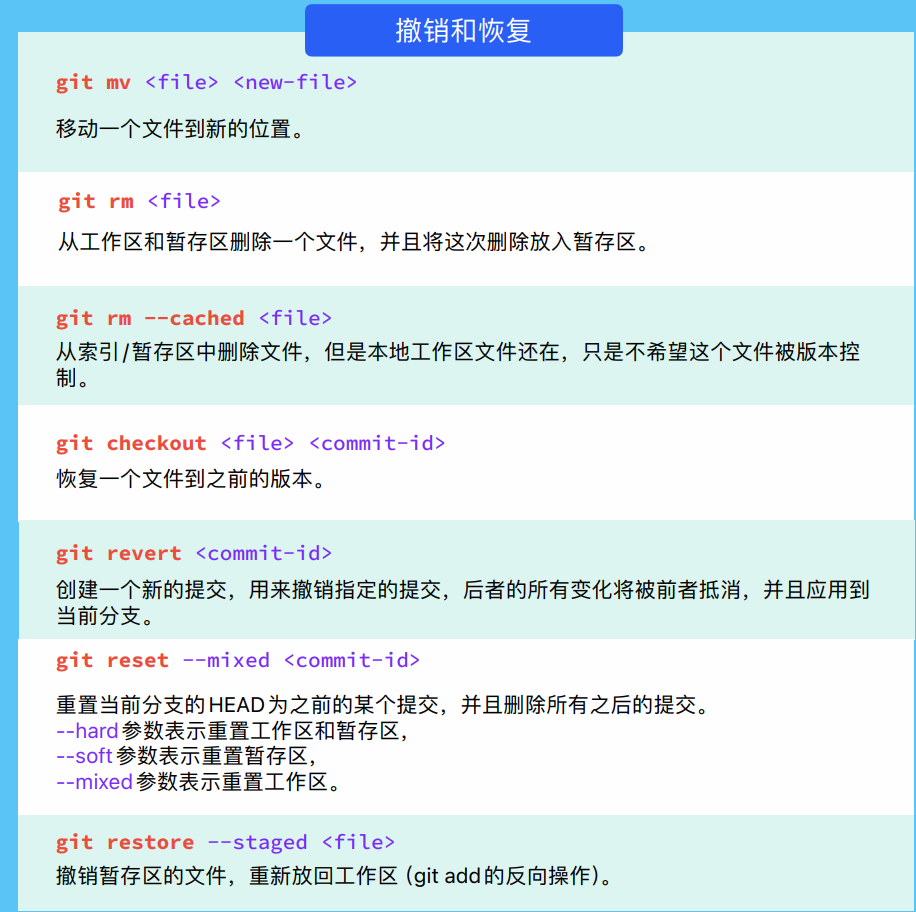 撤销和恢复
git mv <file> <new-file>
移动一个文件到新的位置。
git rm <file>
从工作区和暂存区删除一个文件，并且将这次删除放入暂存区。
git rm --cached <file>
从索引/暂存区中删除文件，但是本地工作区文件还在，只是不希望这个文件被版本控
制。
git checkout <file> <commit-id>
恢复一个文件到之前的版本。
git revert <commit-id>
创建一个新的提交，用来撤销指定的提交，后者的所有变化将被前者抵消，并且应用到
当前分支。
git reset --mixed <commit-id>
重置当前分支的HEAD为之前的某个提交，并且删除所有之后的提交。
--hard参数表示重置工作区和暂存区，
--soft参数表示重置暂存区，
--mixed参数表示重置工作区。
git restore --staged <file>
撤销暂存区的文件，重新放回工作区（git add的反向操作）。